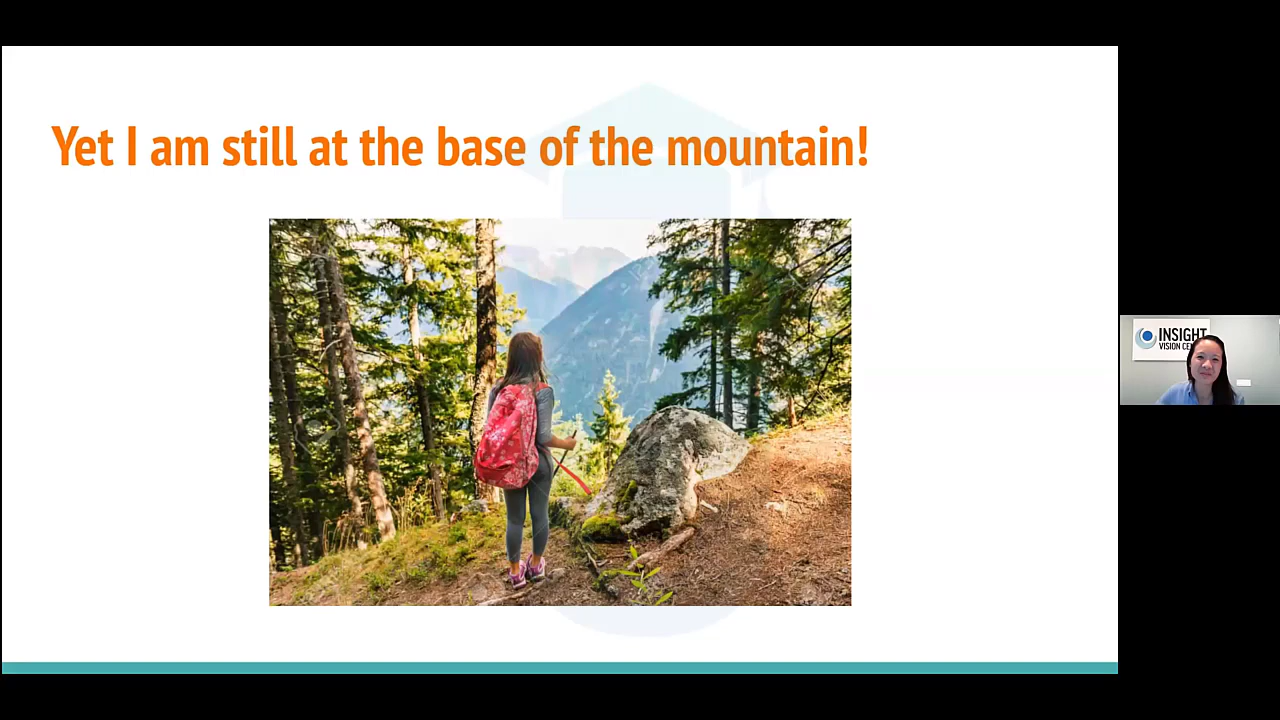 Yet I am still at the base of the mountain!
INSIGHT
VISION CE